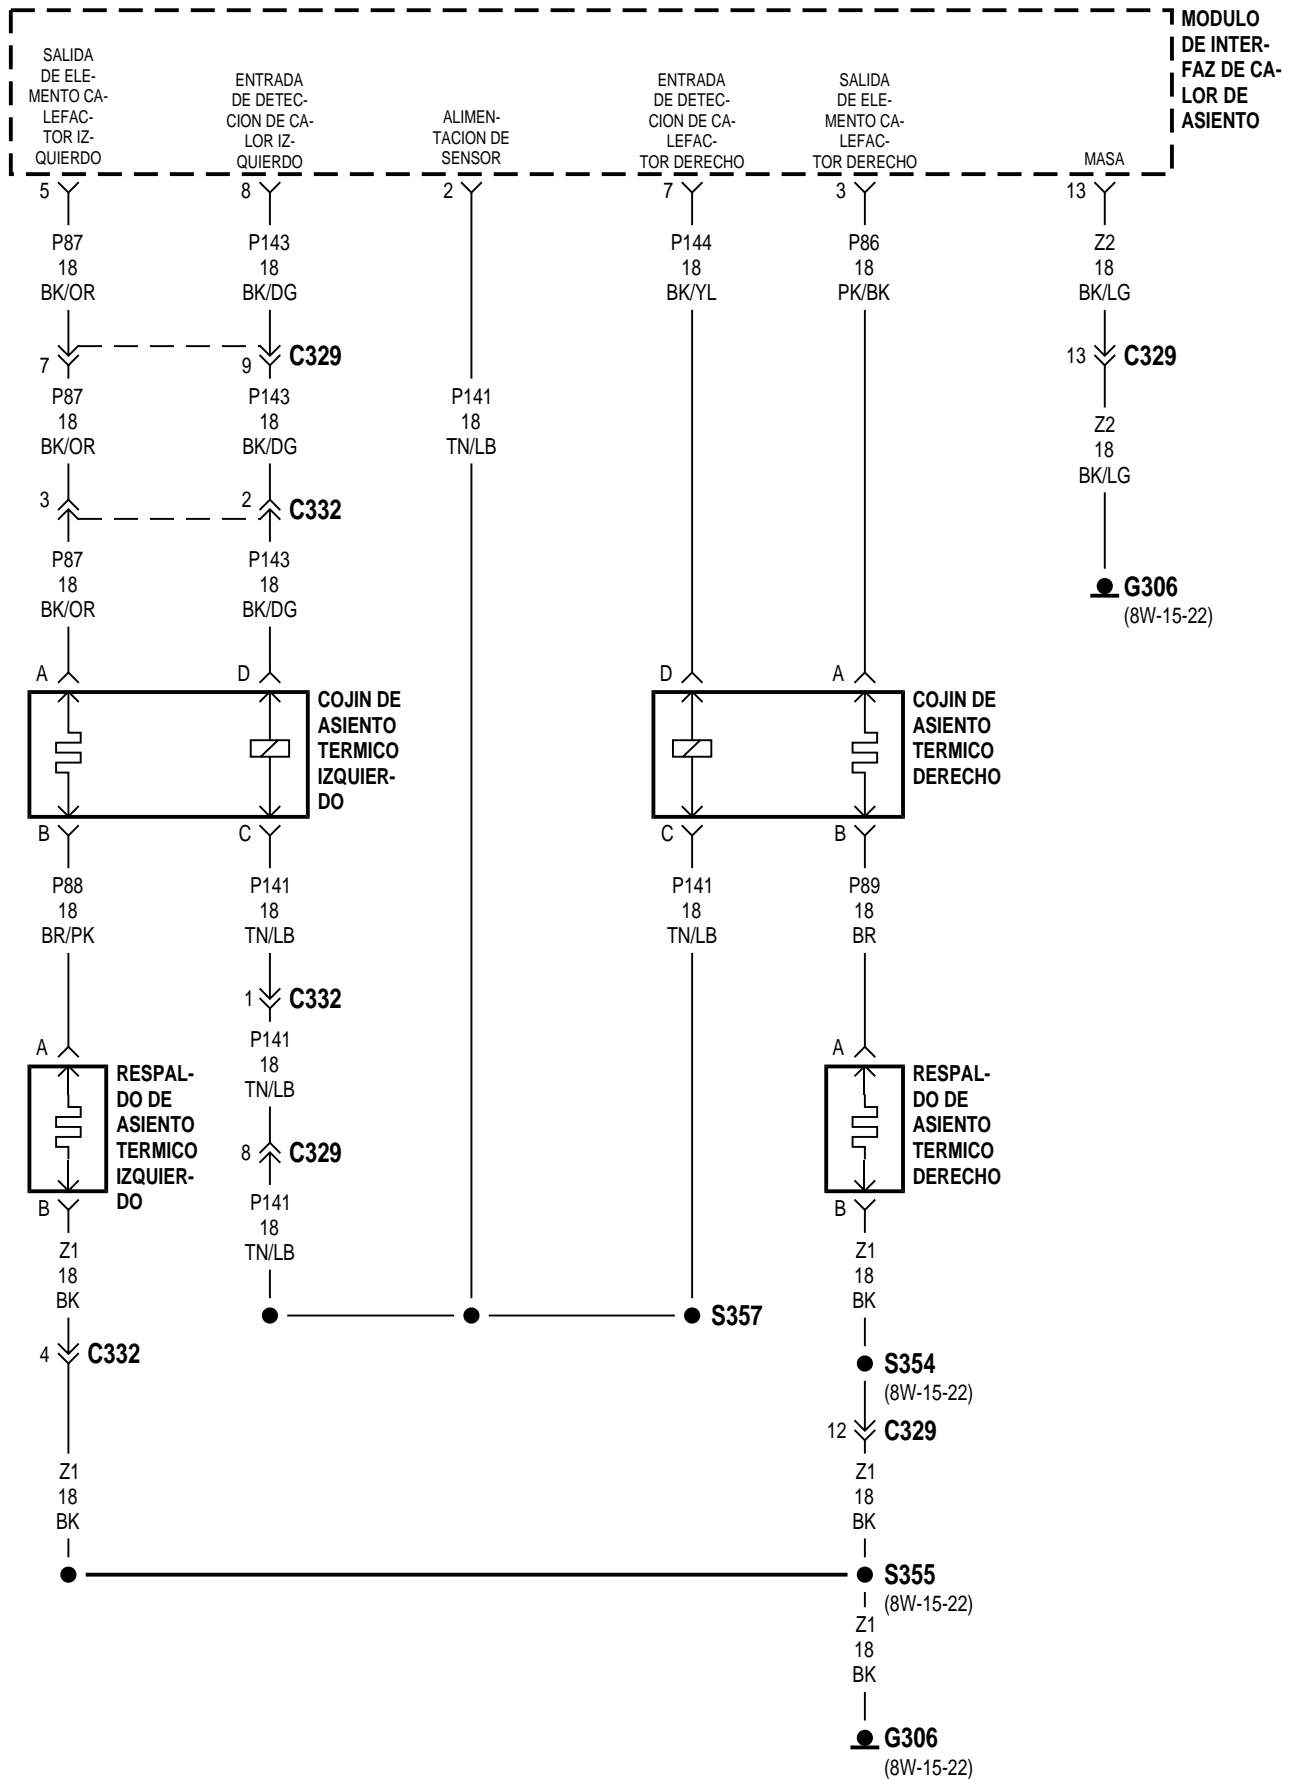 MODULO
DE INTER-
FAZ DE CA-
LOR DE
ASIENTO
SALIDA
DE ELE-
MENTO CA-
LEFAC-
TOR IZ-
QUIERDO
ENTRADA
DE DETEC-
CION DE CA-
LOR IZ-
QUIERDO
ALIMEN-
TACION DE
SENSOR
ENTRADA
DE DETEC-
CION DE CA-
LEFAC-
TOR DERECHO
SALIDA
DE ELE-
MENTO CA-
LEFAC-
TOR DERECHO
MASA
5
8
2
7
3
13
P87
18
BK/OR
P143
18
BK/DG
P144
18
BK/YL
P86
18
PK/BK
Z2
18
BK/LG
7
9
C329
13
C329
P87
18
BK/OR
P143
18
BK/DG
P141
18
TN/LB
Z2
18
BK/LG
3
2
C332
P87
18
BK/OR
P143
18
BK/DG
G306
(8W-15-22)
A
D
D
A
COJIN DE
ASIENTO
TERMICO
IZQUIER-
DO
COJIN DE
ASIENTO
TERMICO
DERECHO
B
C
C
B
P88
18
BR/PK
P141
18
TN/LB
P141
18
TN/LB
P89
18
BR
1
C332
P141
18
TN/LB
A
A
RESPAL-
DO DE
ASIENTO
TERMICO
IZQUIER-
DO
8
C329
RESPAL-
DO DE
ASIENTO
TERMICO
DERECHO
B
P141
18
TN/LB
B
Z1
18
BK
Z1
18
BK
S357
4
C332
S354
(8W-15-22)
12
C329
Z1
18
BK
Z1
18
BK
S355
(8W-15-22)
Z1
18
BK
G306
(8W-15-22)